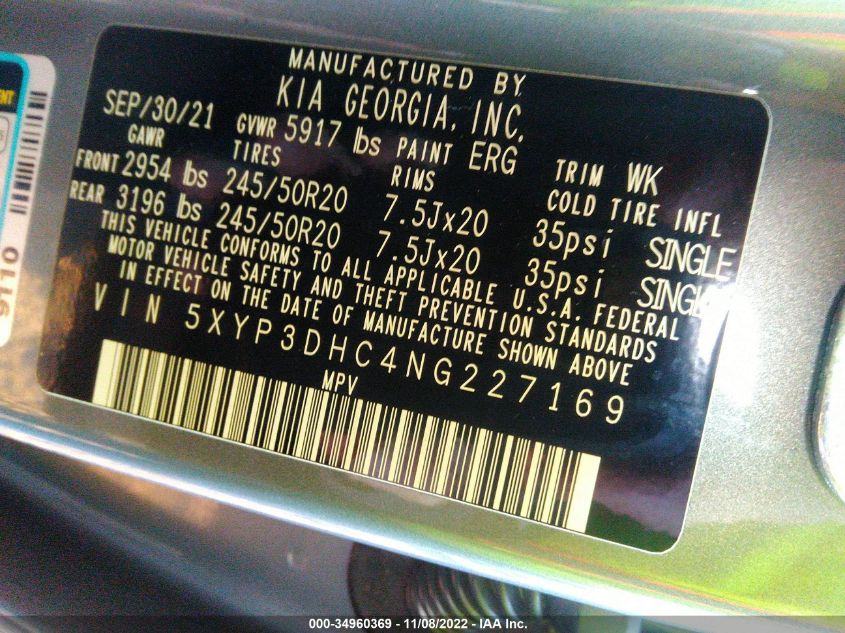 MANUFACTURED BY
KIA GEORGIA, INC.
SEP/30/21 GVWR 5917 lbs PAINT ERG TRIM WK
GAWR TIRES RIMS COLD TIRE INFL
FRONT 2954 lbs 245/50R20 7.5Jx20 35psi SINGLE
REAR 3196 lbs 245/50R20 7.5Jx20 35psi SINGLE
THIS VEHICLE CONFORMS TO ALL APPLICABLE U.S.A. FEDERAL
MOTOR VEHICLE SAFETY AND THEFT PREVENTION STANDARDS
IN EFFECT ON THE DATE OF MANUFACTURE SHOWN ABOVE
VIN 5XYP3DHC4NG227169
MPV
9110
000-34960369 - 11/08/2022 - IAA Inc.